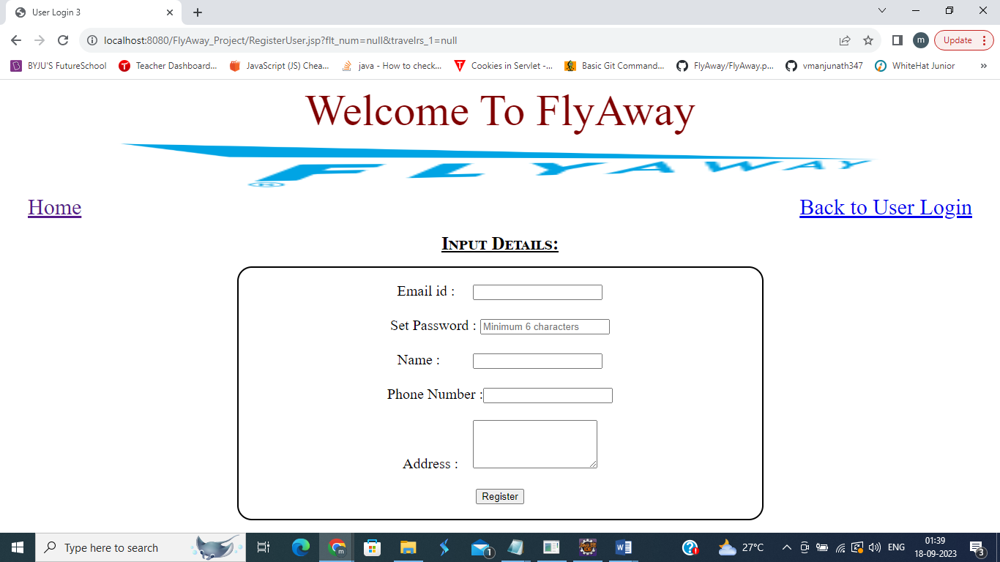 User Login 3
localhost:8080/FlyAway_Project/RegisterUser.jsp?flt_num=null&travelrs_1=null
m
Update
BYJU'S FutureSchool
Teacher Dashboard...
JavaScript (JS) Chea...
java - How to check...
Cookies in Servlet -...
Basic Git Command...
FlyAway/FlyAway.p...
vmanjunath347
WhiteHat Junior
»
Welcome To FlyAway
FLYAWAY
®
Home
Back to User Login
Input Details:
Email id :
Set Password : Minimum 6 characters
Name :
Phone Number :
Address :
Register
Type here to search
1
27°C
ENG
01:39
18-09-2023
3